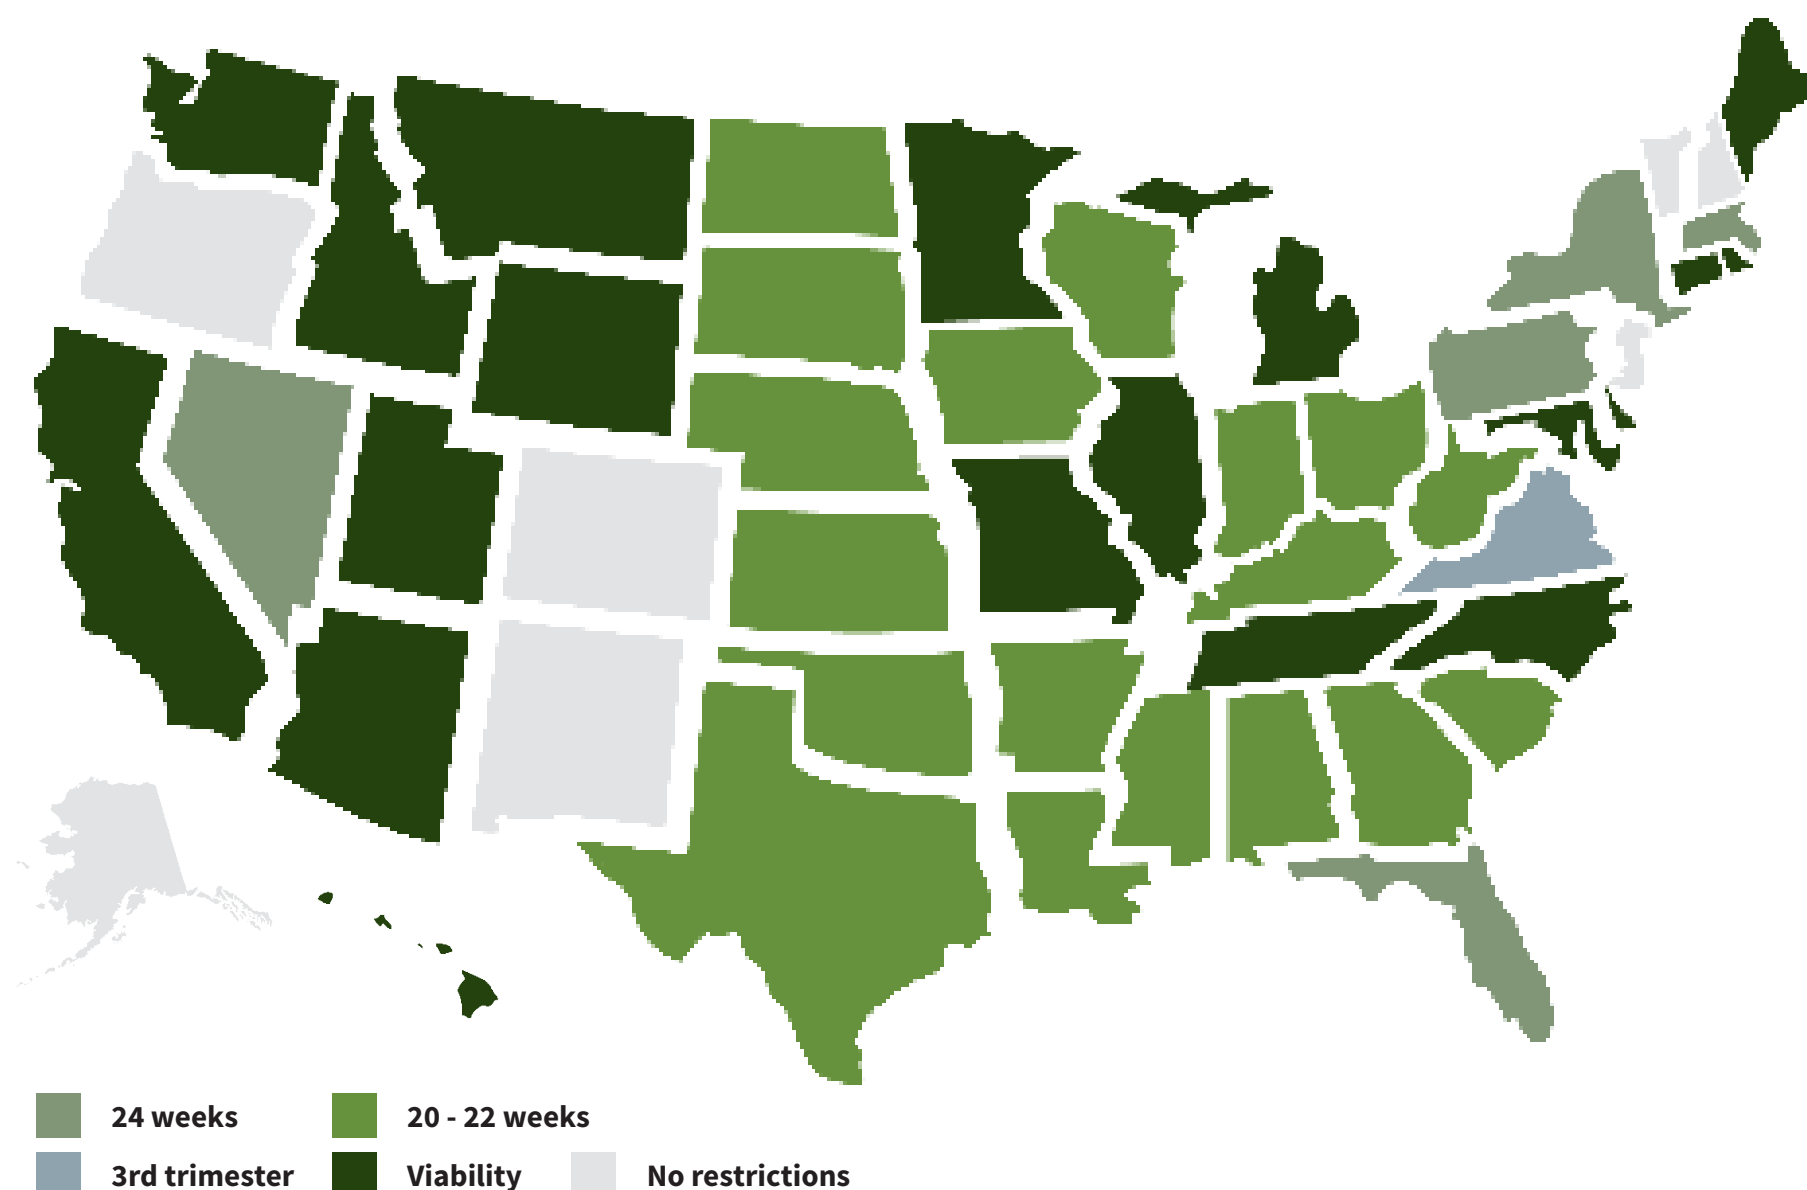 24 weeks
20 - 22 weeks
3rd trimester
Viability
No restrictions